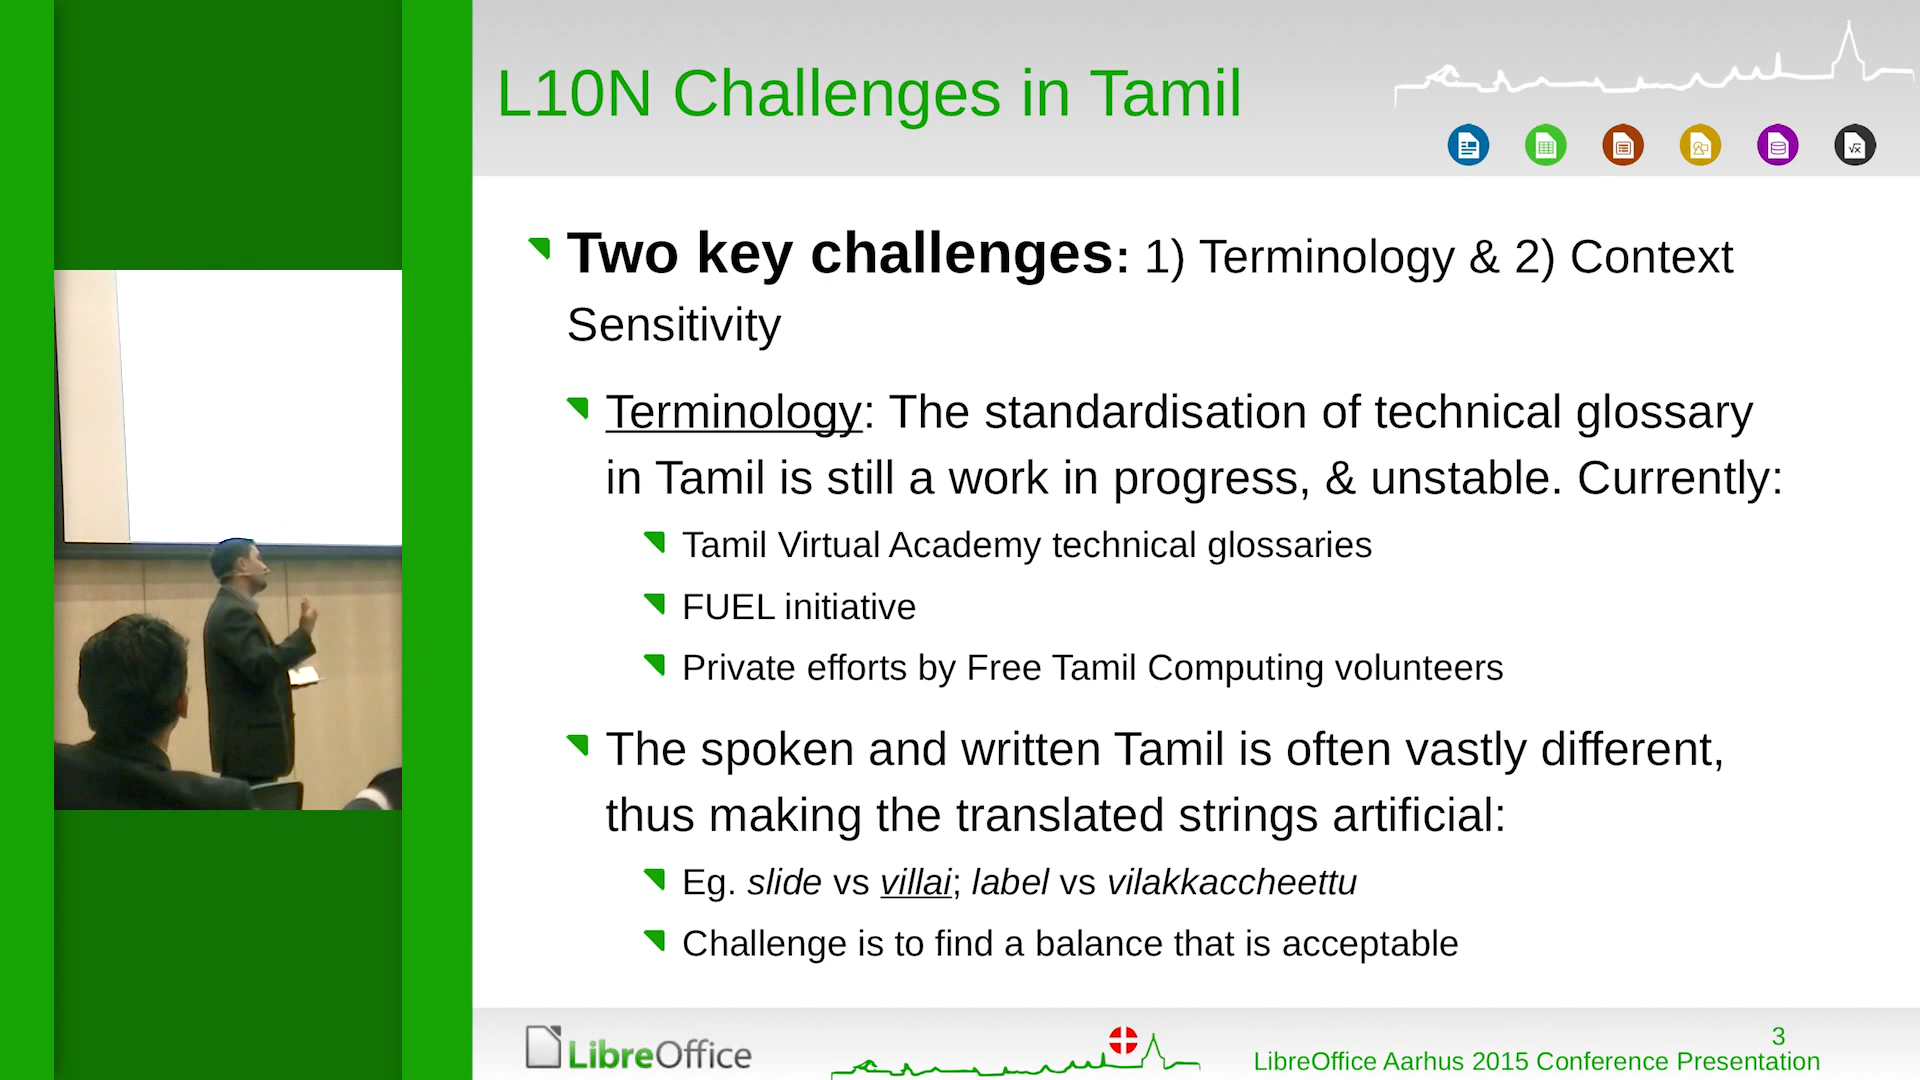 L10N Challenges in Tamil
Two key challenges: 1) Terminology & 2) Context
Sensitivity
Terminology: The standardisation of technical glossary
in Tamil is still a work in progress, & unstable. Currently:
Tamil Virtual Academy technical glossaries
FUEL initiative
Private efforts by Free Tamil Computing volunteers
The spoken and written Tamil is often vastly different,
thus making the translated strings artificial:
Eg. slide vs villai; label vs vilakkaccheettu
Challenge is to find a balance that is acceptable
LibreOffice
3
LibreOffice Aarhus 2015 Conference Presentation